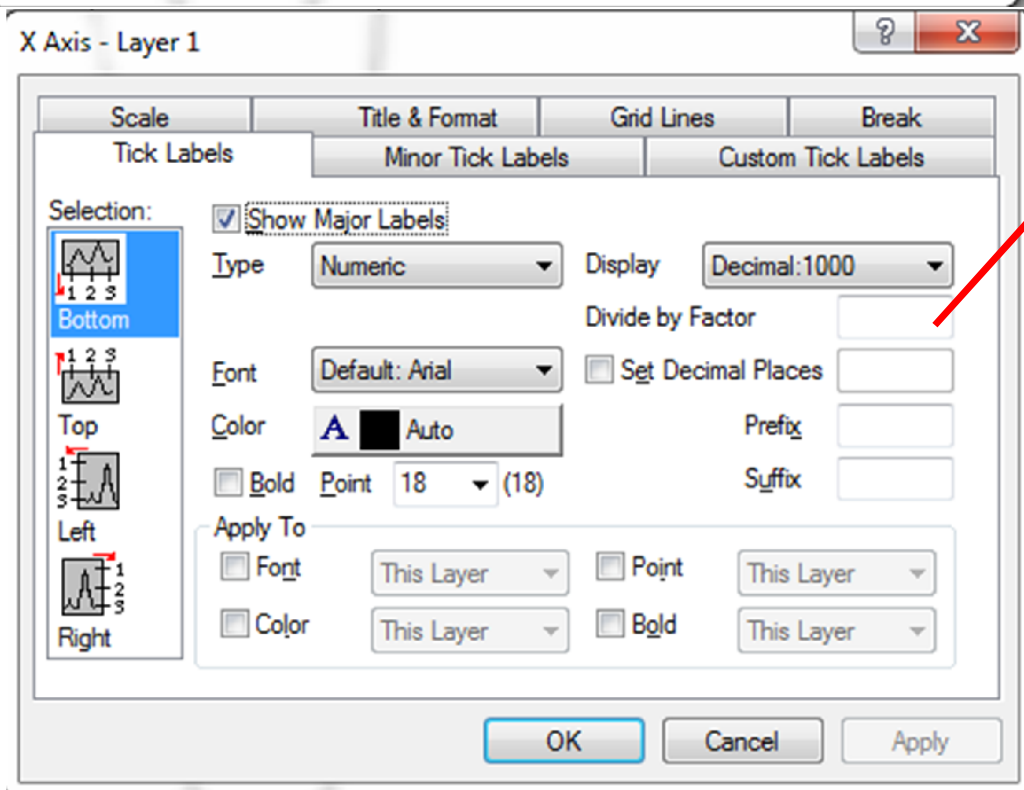 X Axis - Layer 1
?
Scale Title & Format Grid Lines Break
Tick Labels Minor Tick Labels Custom Tick Labels
Selection:
1 2 3
Bottom
1 2 3
Top
1
2
3
Left
1
2
3
Right
Show Major Labels
Type Numeric Display Decimal:1000
Divide by Factor
Font Default: Arial Set Decimal Places
Color A Auto Prefix
Bold Point 18 (18) Suffix
Apply To
Font This Layer Point This Layer
Color This Layer Bold This Layer
OK Cancel Apply